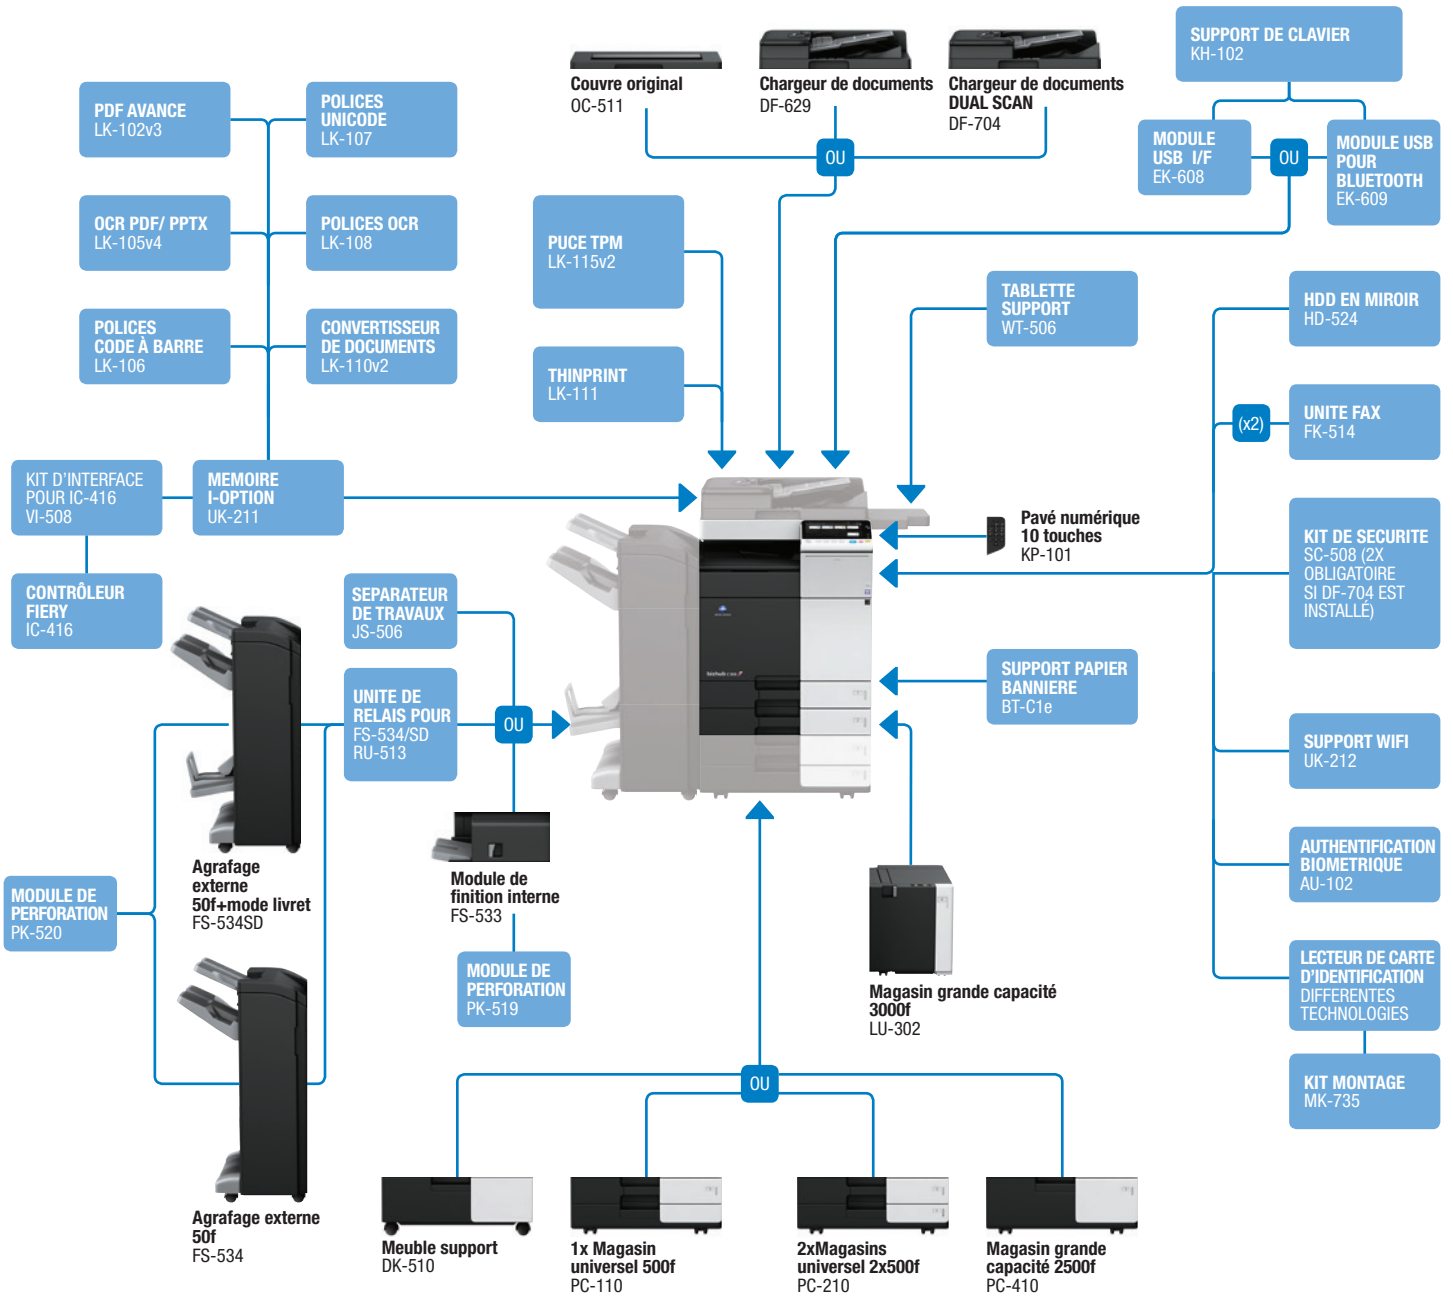 Couvre original
OC-511
Chargeur de documents
DF-629
Chargeur de documents
DUAL SCAN
DF-704
OU
SUPPORT DE CLAVIER
KH-102
MODULE
USB I/F
EK-608
OU
MODULE USB
POUR
BLUETOOTH
EK-609
PDF AVANCE
LK-102v3
POLICES
UNICODE
LK-107
OCR PDF/ PPTX
LK-105v4
POLICES OCR
LK-108
POLICES
CODE À BARRE
LK-106
CONVERTISSEUR
DE DOCUMENTS
LK-110v2
PUCE TPM
LK-115v2
THINPRINT
LK-111
TABLETTE
SUPPORT
WT-506
HDD EN MIROIR
HD-524
(x2)
UNITE FAX
FK-514
KIT D'INTERFACE
POUR IC-416
VI-508
MEMOIRE
I-OPTION
UK-211
CONTRÔLEUR
FIERY
IC-416
Pavé numérique
10 touches
KP-101
KIT DE SECURITE
SC-508 (2X
OBLIGATOIRE
SI DF-704 EST
INSTALLÉ)
SEPARATEUR
DE TRAVAUX
JS-506
UNITE DE
RELAIS POUR
FS-534/SD
RU-513
OU
SUPPORT PAPIER
BANNIERE
BT-C1e
SUPPORT WIFI
UK-212
AUTHENTIFICATION
BIOMETRIQUE
AU-102
LECTEUR DE CARTE
D'IDENTIFICATION
DIFFERENTES
TECHNOLOGIES
KIT MONTAGE
MK-735
Agrafage
externe
50f+mode livret
FS-534SD
MODULE DE
PERFORATION
PK-520
Module de
finition interne
FS-533
MODULE DE
PERFORATION
PK-519
Magasin grande capacité
3000f
LU-302
OU
Agrafage externe
50f
FS-534
Meuble support
DK-510
1x Magasin
universel 500f
PC-110
2xMagasins
universel 2x500f
PC-210
Magasin grande
capacité 2500f
PC-410